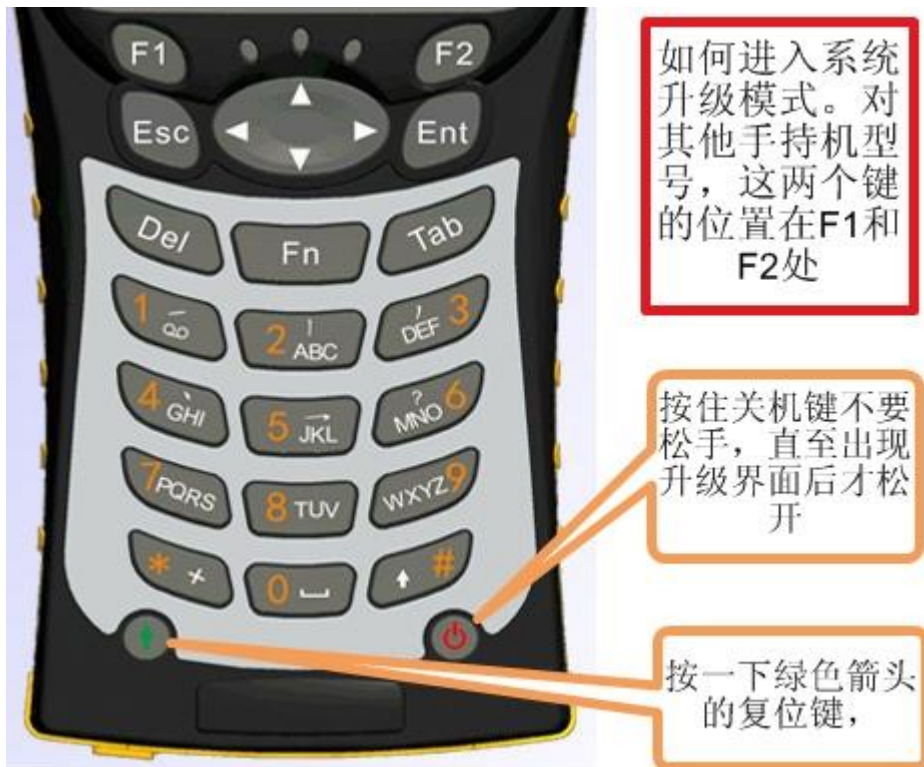 F1
F2
Esc
Ent
Del
Fn
Tab
1
2 ABC
DEF 3
4 GHI
5 JKL
MNO 6
?
7 PQRS
8 TUV
WXYZ 9
* +
0
#
如何进入系统
升级模式。对
其他手持机型
号，这两个键
的位置在F1和
F2处
按住关机键不要
松手，直至出现
升级界面后才松
开
按一下绿色箭头
的复位键，